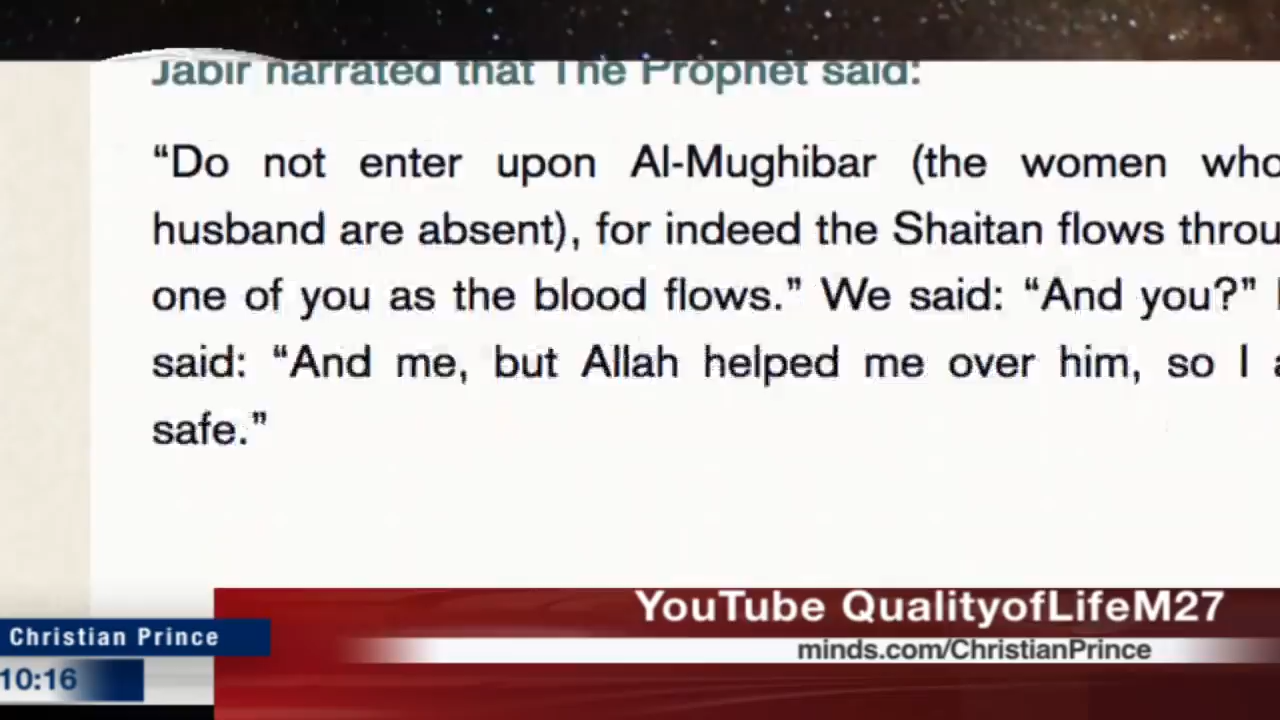 Jabir narrated that The Prophet said:
“Do not enter upon Al-Mughibar (the women who
husband are absent), for indeed the Shaitan flows throu
one of you as the blood flows.” We said: “And you?”
said: “And me, but Allah helped me over him, so I a
safe.”
YouTube QualityofLifeM27
Christian Prince
minds.com/ChristianPrince
10:16